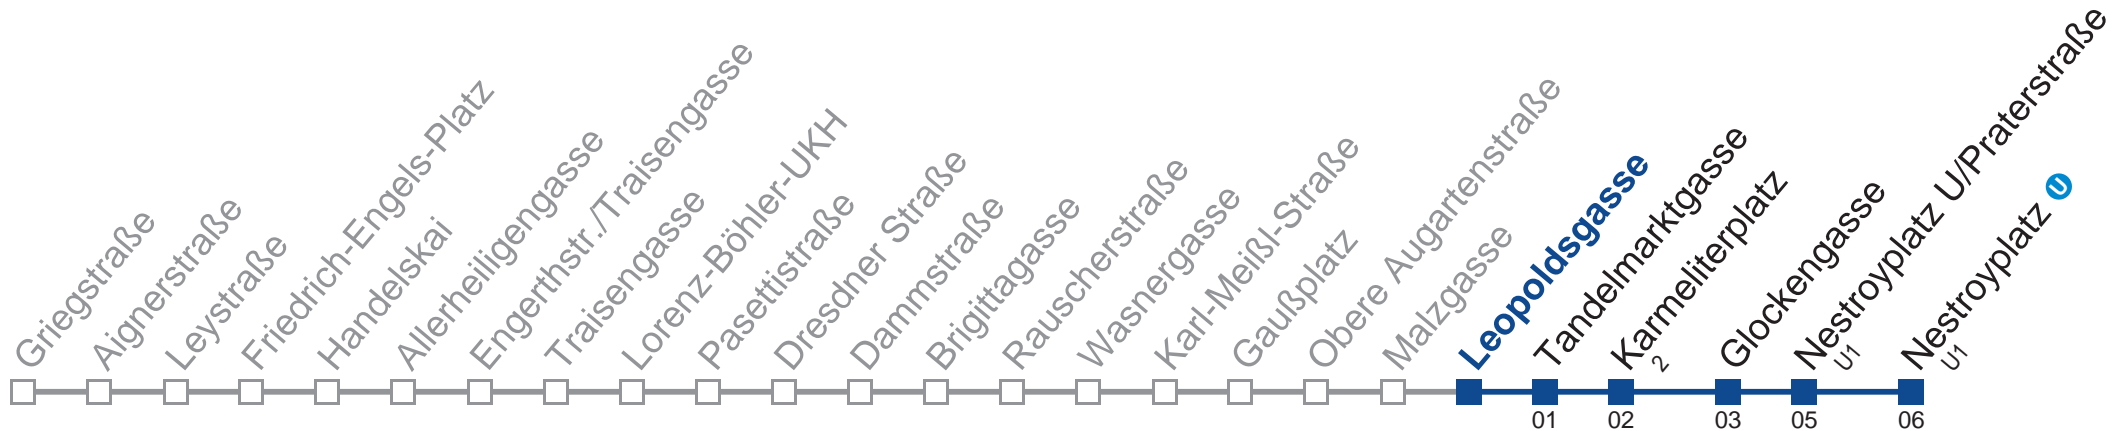 Griegstraße
Aignerstraße
Leystraße
Friedrich-Engels-Platz
Handelskai
Allerheiligengasse
Engerthstr./Traisengasse
Traisengasse
Lorenz-Böhler-UKH
Pasettistraße
Dresdner Straße
Dammstraße
Brigittagasse
Rauscherstraße
Wasnergasse
Karl-Meißl-Straße
Gaußplatz
Obere Augartenstraße
Malzgasse
Leopoldsgasse
Tandelmarktgasse
01
Karmeliterplatz
2
02
Glockengasse
03
Nestroyplatz U/Praterstraße
U1
05
Nestroyplatz U
U1
06